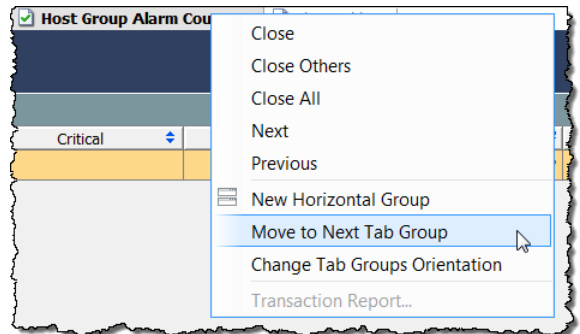 Host Group Alarm Cou
Close
Close Others
Close All
Critical
Next
Previous
New Horizontal Group
Move to Next Tab Group
Change Tab Groups Orientation
Transaction Report...